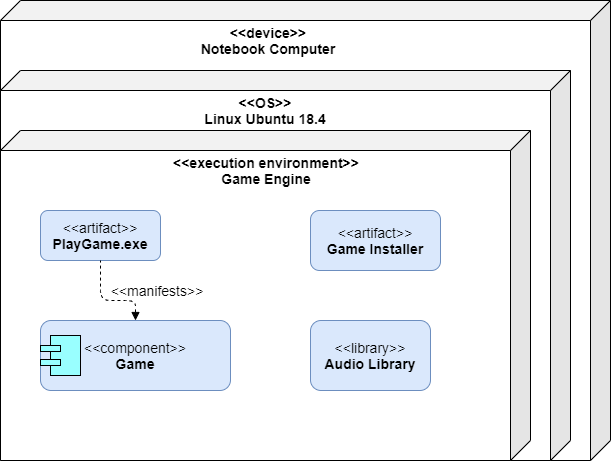 <<device>>
Notebook Computer
<<OS>>
Linux Ubuntu 18.4
<<execution environment>>
Game Engine
<<artifact>>
PlayGame.exe
<<artifact>>
Game Installer
<<manifests>>
<<component>>
Game
<<library>>
Audio Library